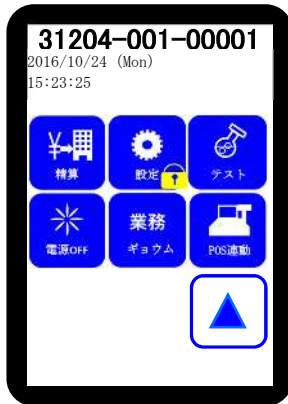 31204-001-00001
2016/10/24 (Mon)
15:23:25
精算 設定 テスト
業務
電源OFF ギョウム POS連動